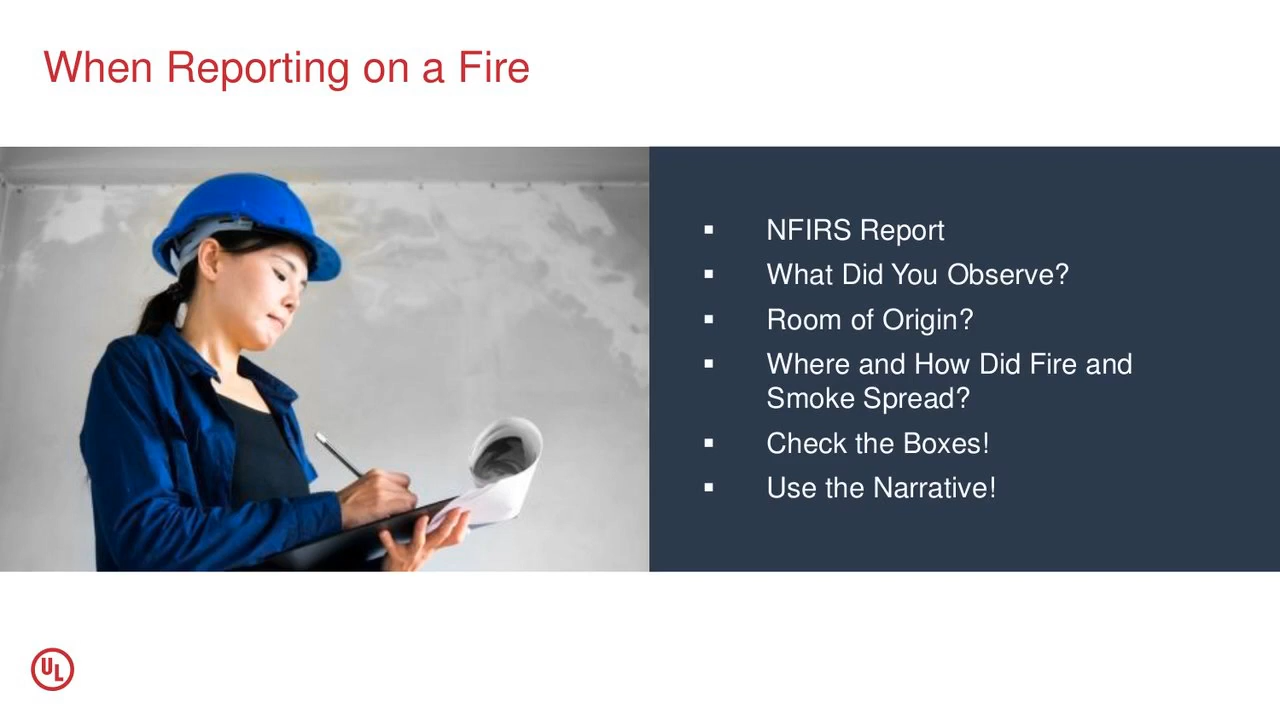 When Reporting on a Fire
▪ NFIRS Report
▪ What Did You Observe?
▪ Room of Origin?
▪ Where and How Did Fire and
Smoke Spread?
▪ Check the Boxes!
▪ Use the Narrative!
UL